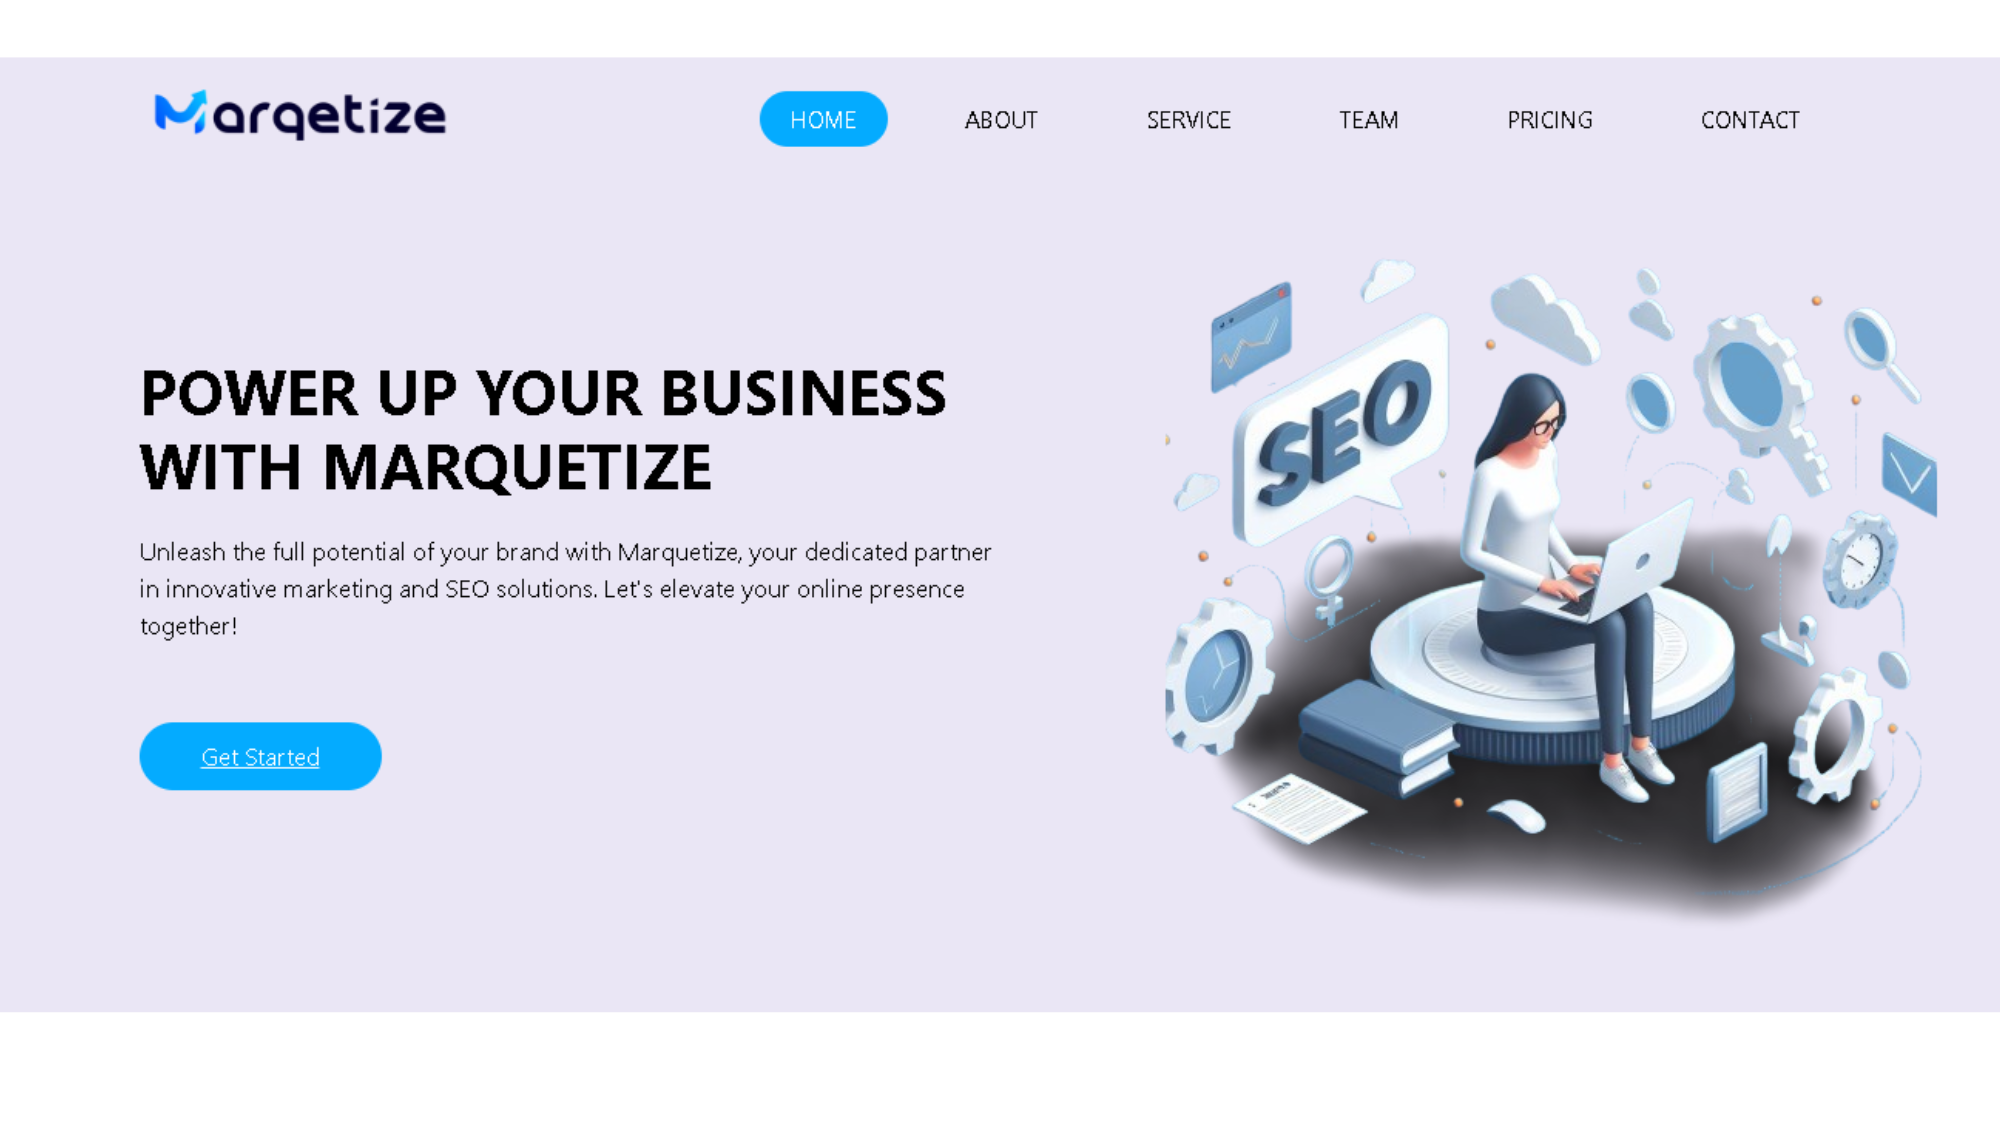 Marqetize
HOME ABOUT SERVICE TEAM PRICING CONTACT
POWER UP YOUR BUSINESS
WITH MARQUETIZE
Unleash the full potential of your brand with Marquetize, your dedicated partner
in innovative marketing and SEO solutions. Let's elevate your online presence
together!
Get Started
SEO